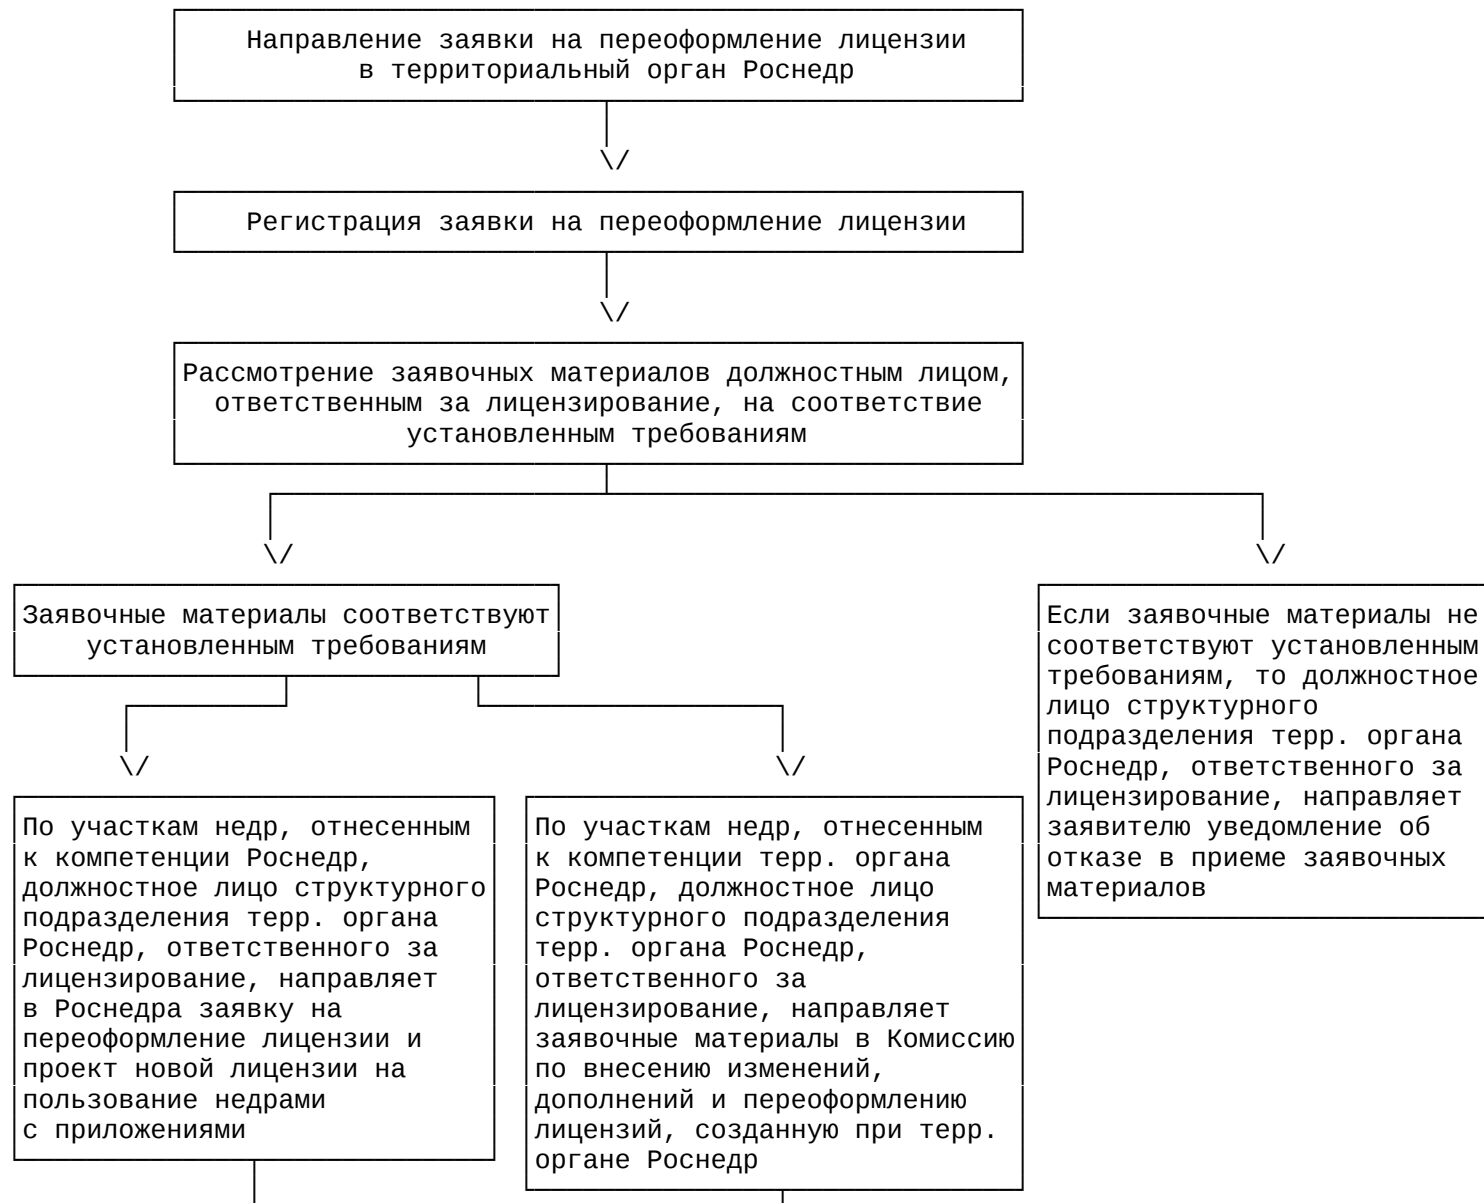 Направление заявки на переоформление лицензии
в территориальный орган Роснедр
\/
Регистрация заявки на переоформление лицензии
\/
Рассмотрение заявочных материалов должностным лицом,
ответственным за лицензирование, на соответствие
установленным требованиям
\/
\/
Заявочные материалы соответствуют
установленным требованиям
\/
\/
По участкам недр, отнесенным
к компетенции Роснедр,
должностное лицо структурного
подразделения терр. органа
Роснедр, ответственного за
лицензирование, направляет
в Роснедра заявку на
переоформление лицензии и
проект новой лицензии на
пользование недрами
с приложениями
По участкам недр, отнесенным
к компетенции терр. органа
Роснедр, должностное лицо
структурного подразделения
терр. органа Роснедр,
ответственного за
лицензирование, направляет
заявочные материалы в Комиссию
по внесению изменений,
дополнений и переоформлению
лицензий, созданную при терр.
органе Роснедр
Если заявочные материалы не
соответствуют установленным
требованиям, то должностное
лицо структурного
подразделения терр. органа
Роснедр, ответственного за
лицензирование, направляет
заявителю уведомление об
отказе в приеме заявочных
материалов